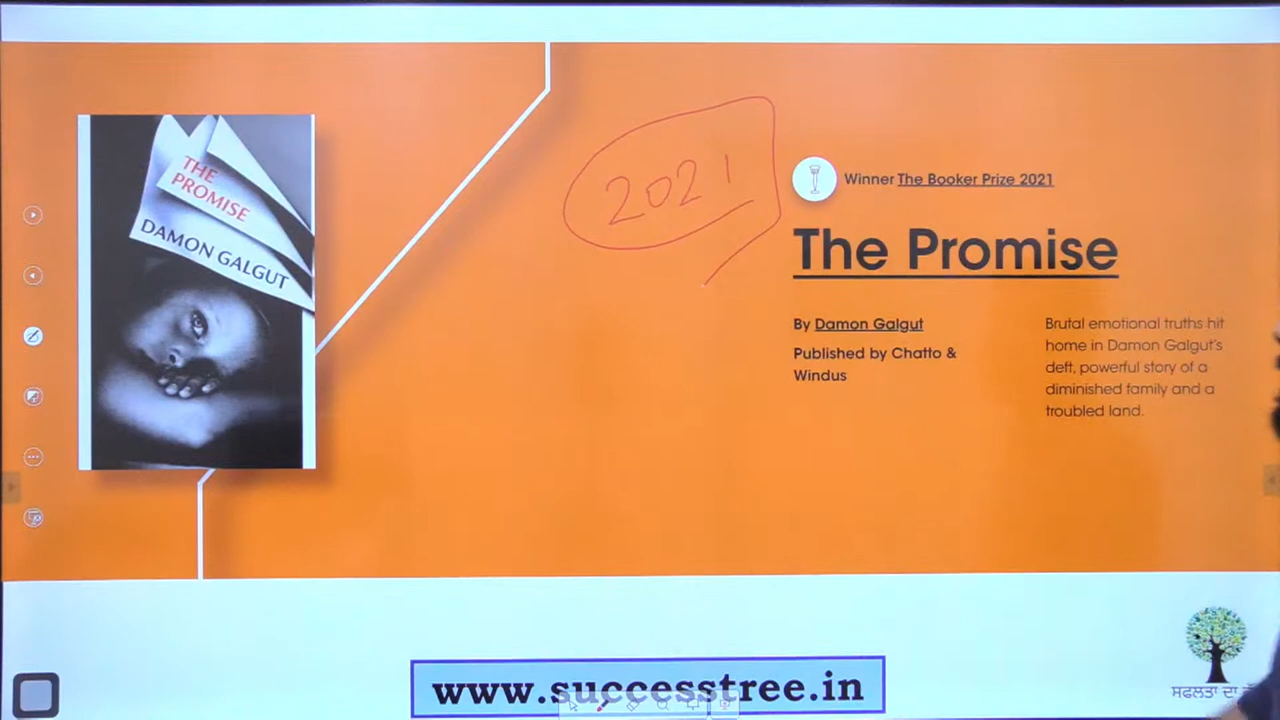 THE
PROMISE
DAMON GALGUT
2021
Winner The Booker Prize 2021
The Promise
By Damon Galgut
Published by Chatto &
Windus
Brutal emotional truths hit
home in Damon Galgut's
deft, powerful story of a
diminished family and a
troubled land.
www.successtree.in
ਸਫਲਤਾ ਦਾ